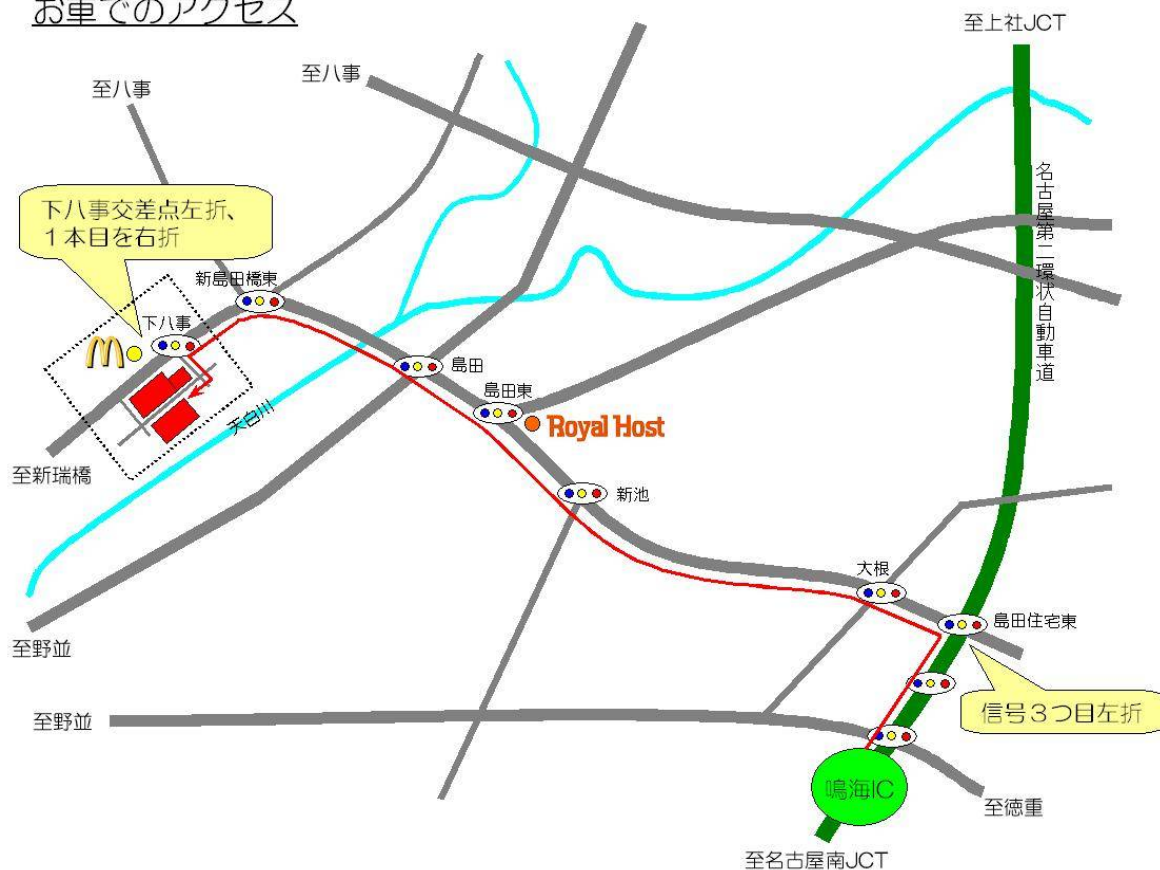 お車でのアクセス
至上社JCT
至八事
至八事
名古屋第二環状自動車道
下八事交差点左折、
1本目を右折
新島田橋東
下八事
島田
島田東
Royal Host
天白川
至新瑞橋
新池
大根
島田住宅東
至野並
至野並
信号3つ目左折
鳴海IC
至徳重
至名古屋南JCT